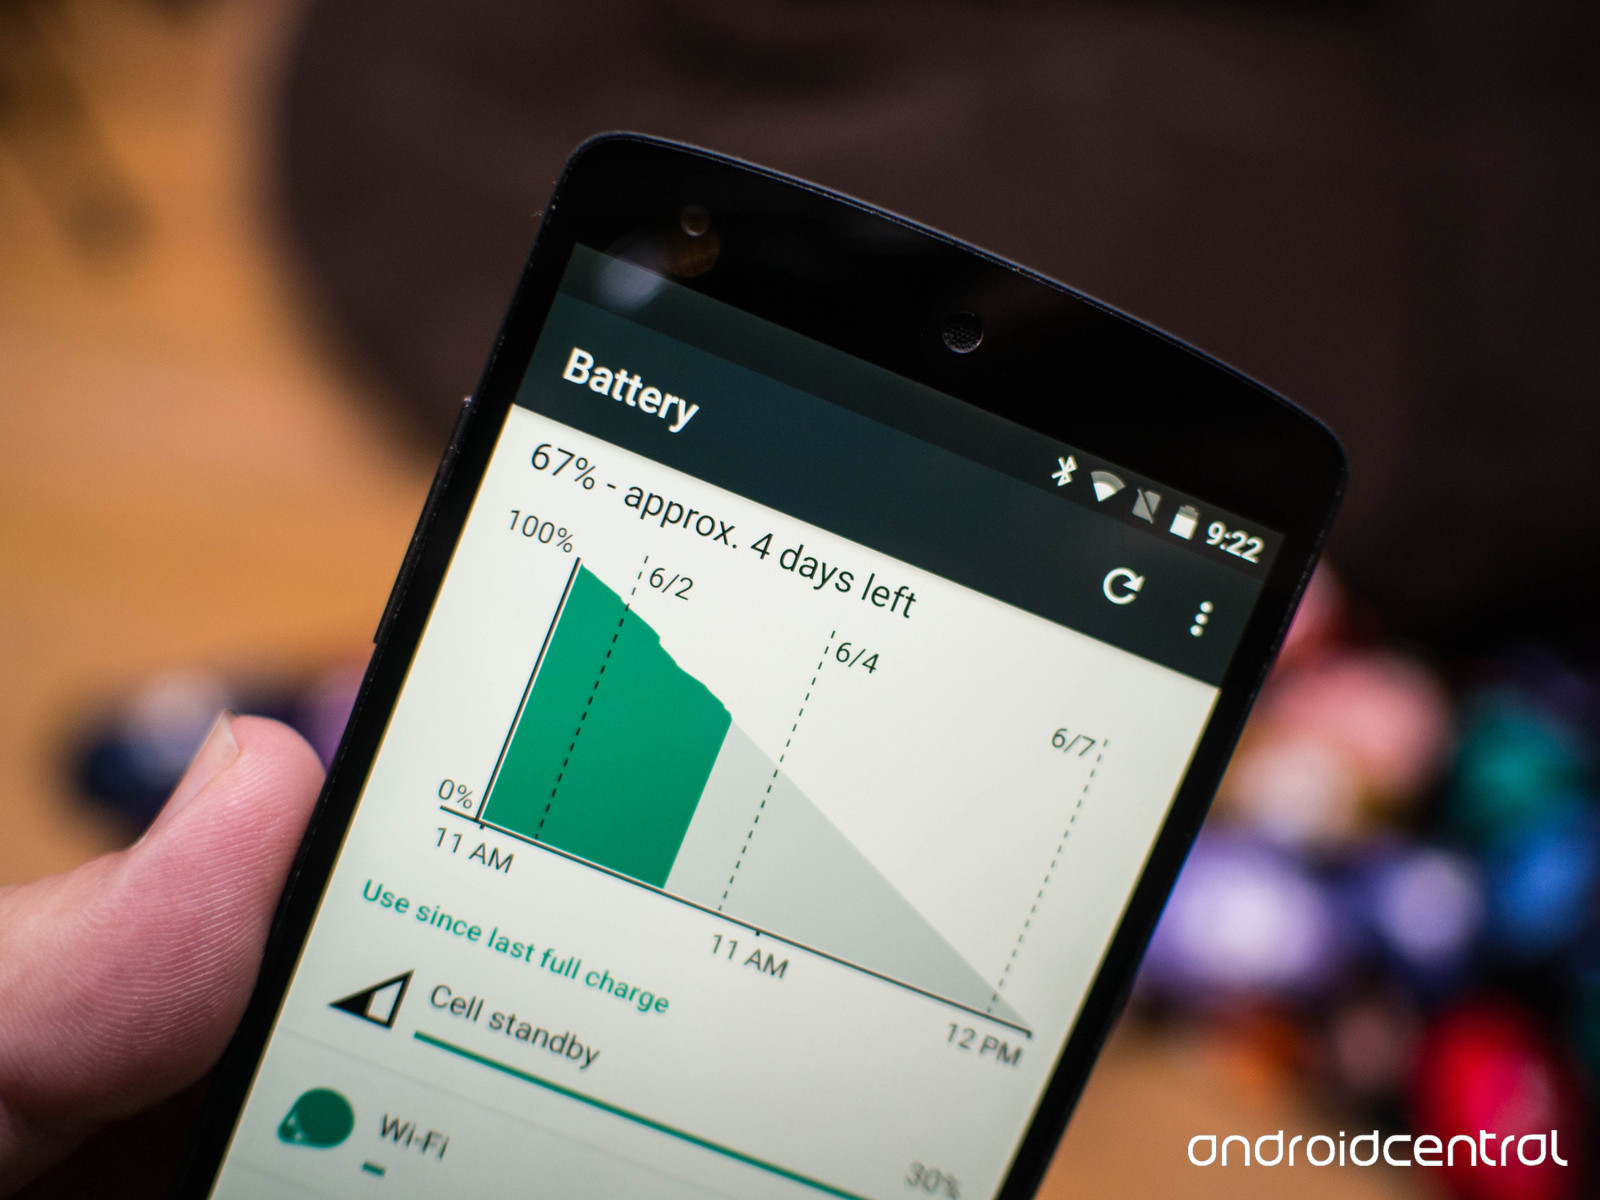 9:22
Battery
67% - approx. 4 days left
100%
6/2
6/4
6/7
0%
11 AM
11 AM
12 PM
Use since last full charge
Cell standby
30%
Wi-Fi
androidcentral